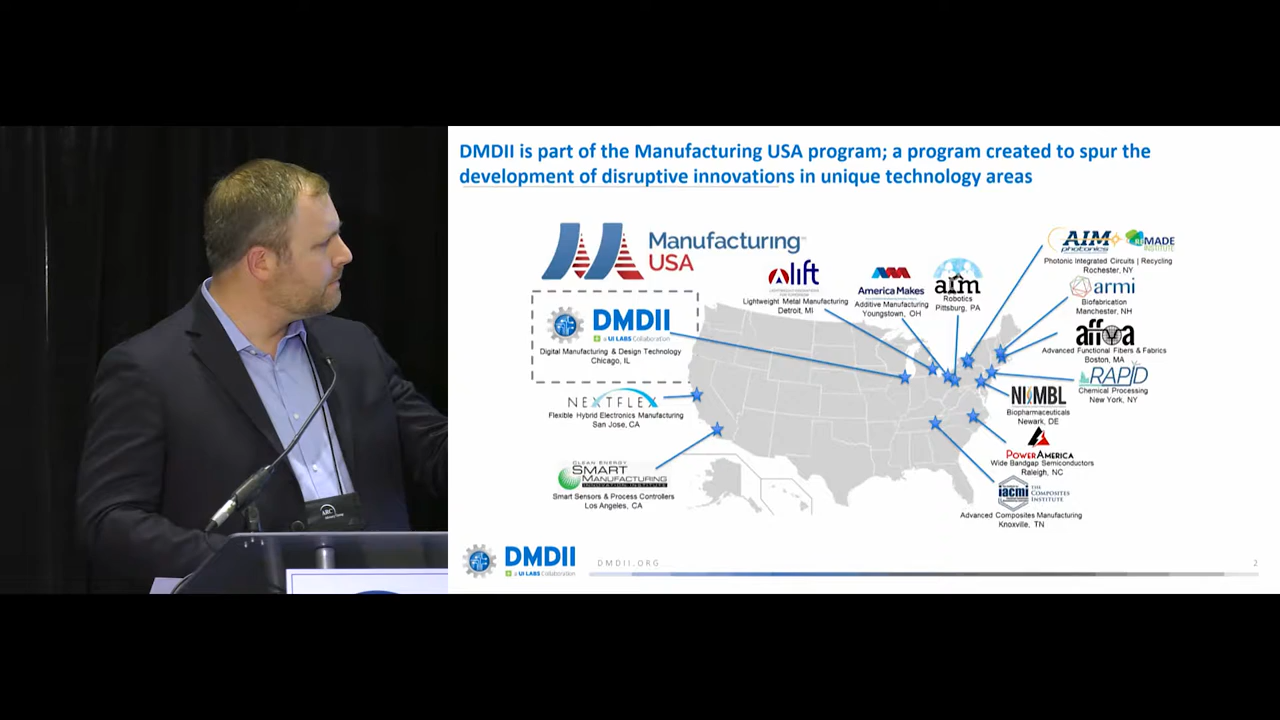 DMDII is part of the Manufacturing USA program; a program created to spur the
development of disruptive innovations in unique technology areas
Manufacturing
USA
DMDII
a UI LABS Collaboration
Digital Manufacturing & Design Technology
Chicago, IL
NEXTFLEX
Flexible Hybrid Electronics Manufacturing
San Jose, CA
CLEAN ENERGY
SMART
MANUFACTURING
INNOVATION INSTITUTE
Smart Sensors & Process Controllers
Los Angeles, CA
lift
Lightweight Metal Manufacturing
Detroit, MI
America Makes
Additive Manufacturing
Youngstown, OH
arm
Robotics
Pittsburg, PA
AIM
photonics
REMADE
INSTITUTE
Photonic Integrated Circuits | Recycling
Rochester, NY
armi
Biofabrication
Manchester, NH
affoa
Advanced Functional Fibers & Fabrics
Boston, MA
RAPID
Chemical Processing
New York, NY
NIIMBL
Biopharmaceuticals
Newark, DE
POWERAMERICA
Wide Bandgap Semiconductors
Raleigh, NC
iacmi
THE
COMPOSITES
INSTITUTE
Advanced Composites Manufacturing
Knoxville, TN
DMDII
a UI LABS Collaboration
DMDII.ORG
2
ARC